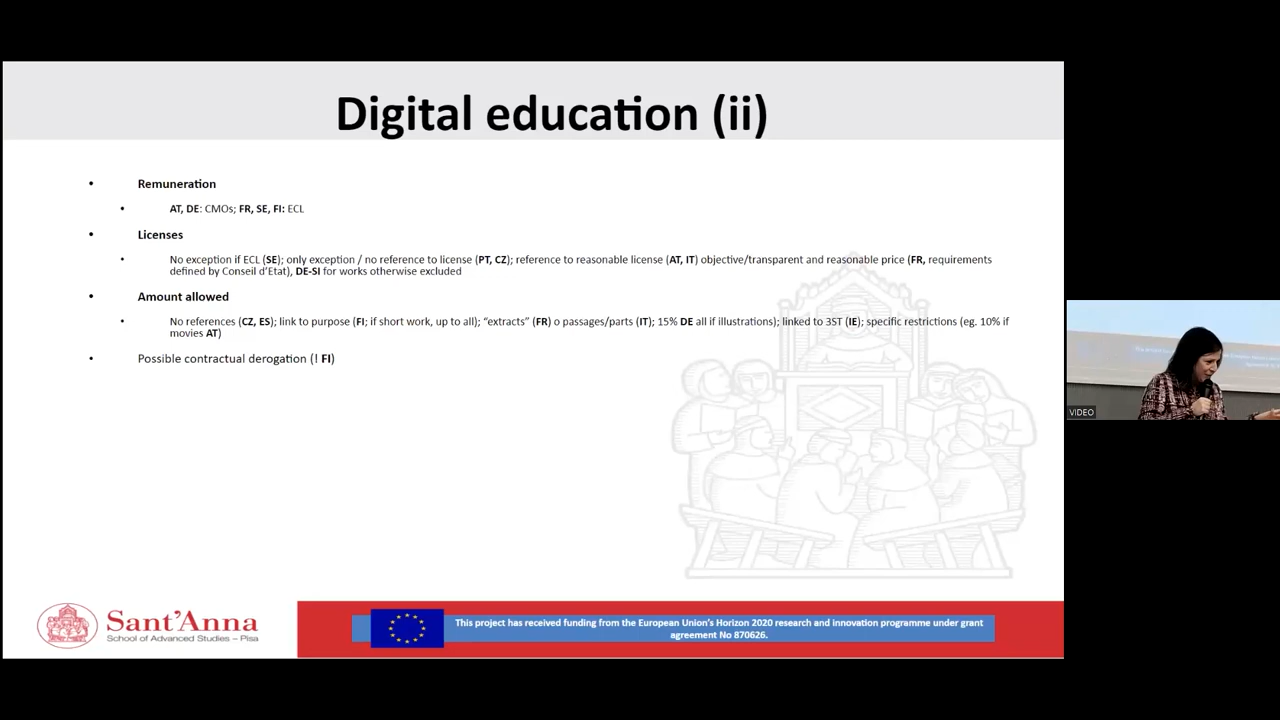 Digital education (ii)
• Remuneration
• AT, DE: CMOs; FR, SE, FI: ECL
• Licenses
• No exception if ECL (SE); only exception / no reference to license (PT, CZ); reference to reasonable license (AT, IT) objective/transparent and reasonable price (FR, requirements
defined by Conseil d'Etat), DE-SI for works otherwise excluded
• Amount allowed
• No references (CZ, ES); link to purpose (FI; if short work, up to all); "extracts" (FR) o passages/parts (IT); 15% DE all if illustrations); linked to 3ST (IE); specific restrictions (eg. 10% if
movies AT)
• Possible contractual derogation (! FI)
VIDEO
Sant'Anna
School of Advanced Studies – Pisa
This project has received funding from the European Union's Horizon 2020 research and innovation programme under grant
agreement No 870626.